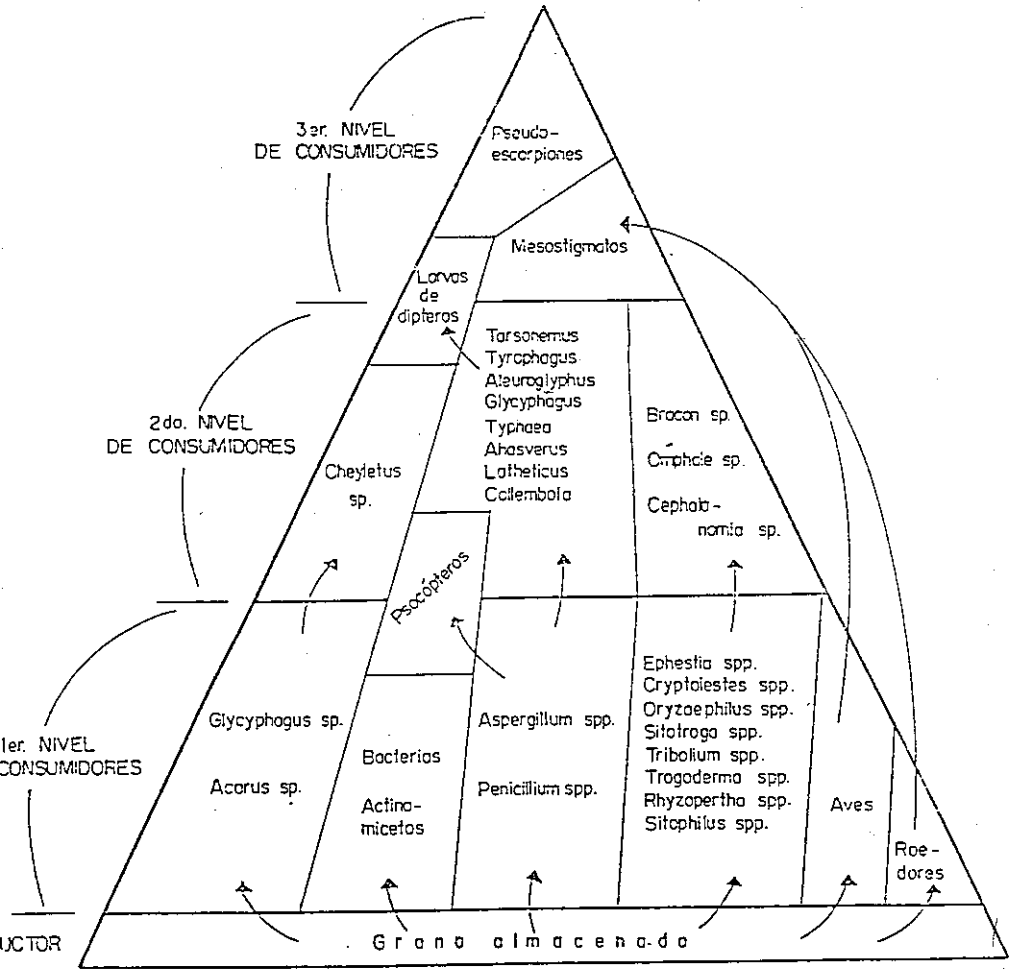 3er. NIVEL
DE CONSUMIDORES
Pseudo-
escorpiones
Mesostigmatos
Larvas
de
dipteros
2do. NIVEL
DE CONSUMIDORES
Cheyletus
sp.
Tarsonemus
Tyrophagus
Aleuroglyphus
Glycyphagus
Typhaea
Ahasverus
Latheticus
Collembola
Bracon sp.
Omphale sp.
Cephalo-
nomia sp.
Psocópteros
1er. NIVEL
CONSUMIDORES
Glycyphagus sp.
Acarus sp.
Bacterias
Actino-
micetos
Aspergillum spp.
Penicillium spp.
Ephestia spp.
Cryptolestes spp.
Oryzaephilus spp.
Sitotroga spp.
Tribolium spp.
Trogoderma spp.
Rhyzopertha spp.
Sitophilus spp.
Aves
Roe-
dores
UCTOR
Grano almacenado